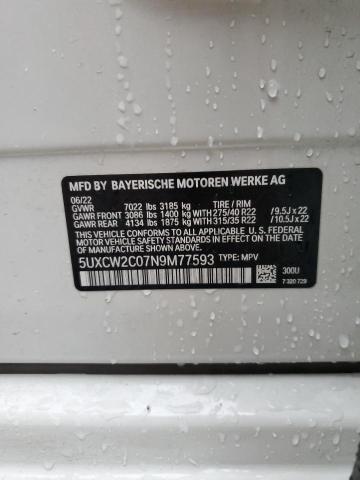 MFD BY BAYERISCHE MOTOREN WERKE AG
06/22
GVWR 7022 lbs 3185 kg TIRE / RIM
GAWR FRONT 3086 lbs 1400 kg WITH 275/40 R22 / 9.5J x 22
GAWR REAR 4134 lbs 1875 kg WITH 315/35 R22 / 10.5J x 22
THIS VEHICLE CONFORMS TO ALL APPLICABLE U.S. FEDERAL
MOTOR VEHICLE SAFETY STANDARDS IN
EFFECT ON THE DATE OF MANUFACTURE SHOWN ABOVE.
5UXCW2C07N9M77593 TYPE: MPV
300U
7 320 729